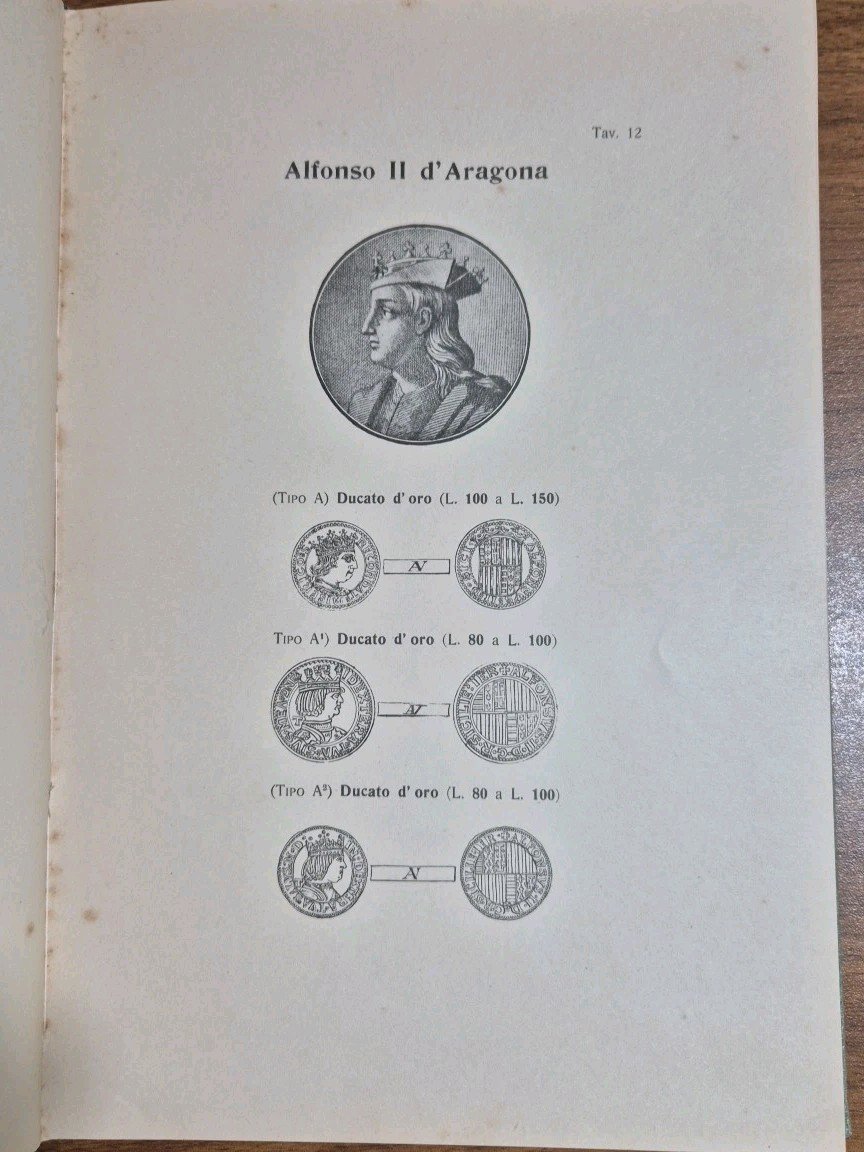 Tav. 12
Alfonso II d'Aragona
(TIPO A) Ducato d'oro (L. 100 a L. 150)
AV
TIPO A¹) Ducato d'oro (L. 80 a L. 100)
AV
(TIPO A²) Ducato d'oro (L. 80 a L. 100)
AV